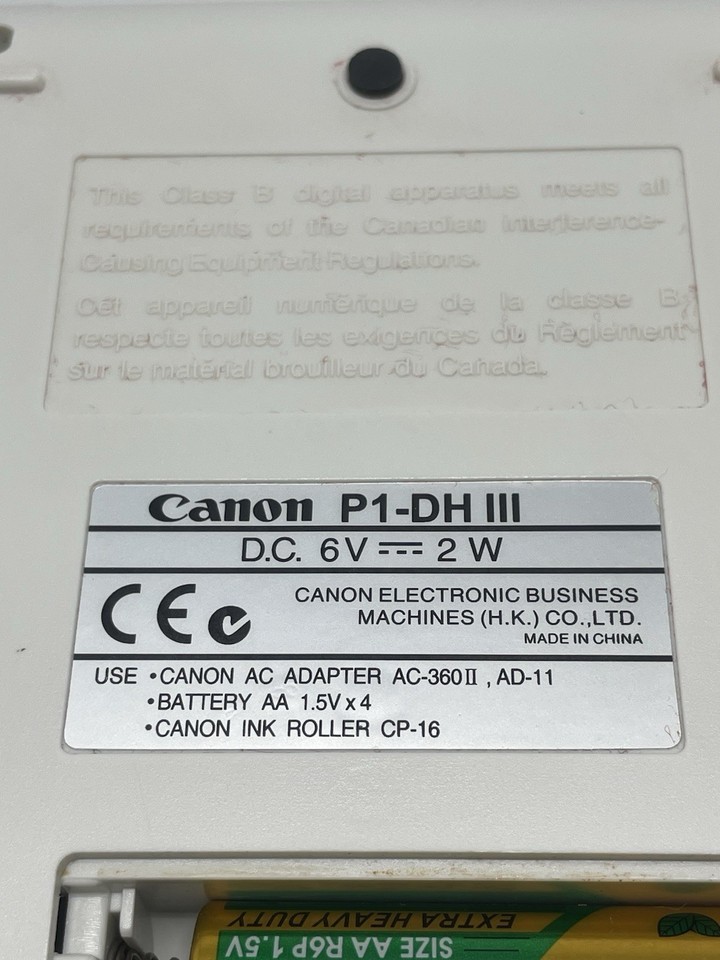 This Class B digital apparatus meets all
requirements of the Canadian Interference-
Causing Equipment Regulations.
Cet appareil numérique de la classe B
respecte toutes les exigences du Règlement
sur le matérial brouilleur du Canada.
Canon P1-DH III
D.C. 6V ⎓ 2 W
CE
CANON ELECTRONIC BUSINESS
MACHINES (H.K.) CO.,LTD.
MADE IN CHINA
USE •CANON AC ADAPTER AC-360Ⅱ , AD-11
•BATTERY AA 1.5V x 4
•CANON INK ROLLER CP-16
EXTRA HEAVY DUTY
SIZE AA R6P 1.5V